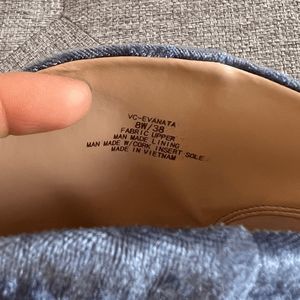 VC-EVANATA
8W/38
FABRIC UPPER
MAN MADE LINING
MAN MADE W/CORK INSERT SOLE
MADE IN VIETNAM